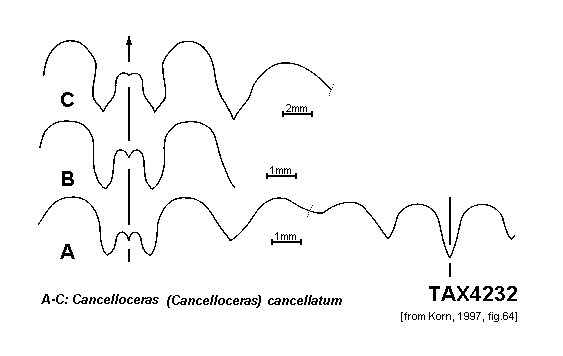 C
2mm
B
1mm
A
1mm
TAX4232
A-C: Cancelloceras (Cancelloceras) cancellatum
[from Korn, 1997, fig.64]